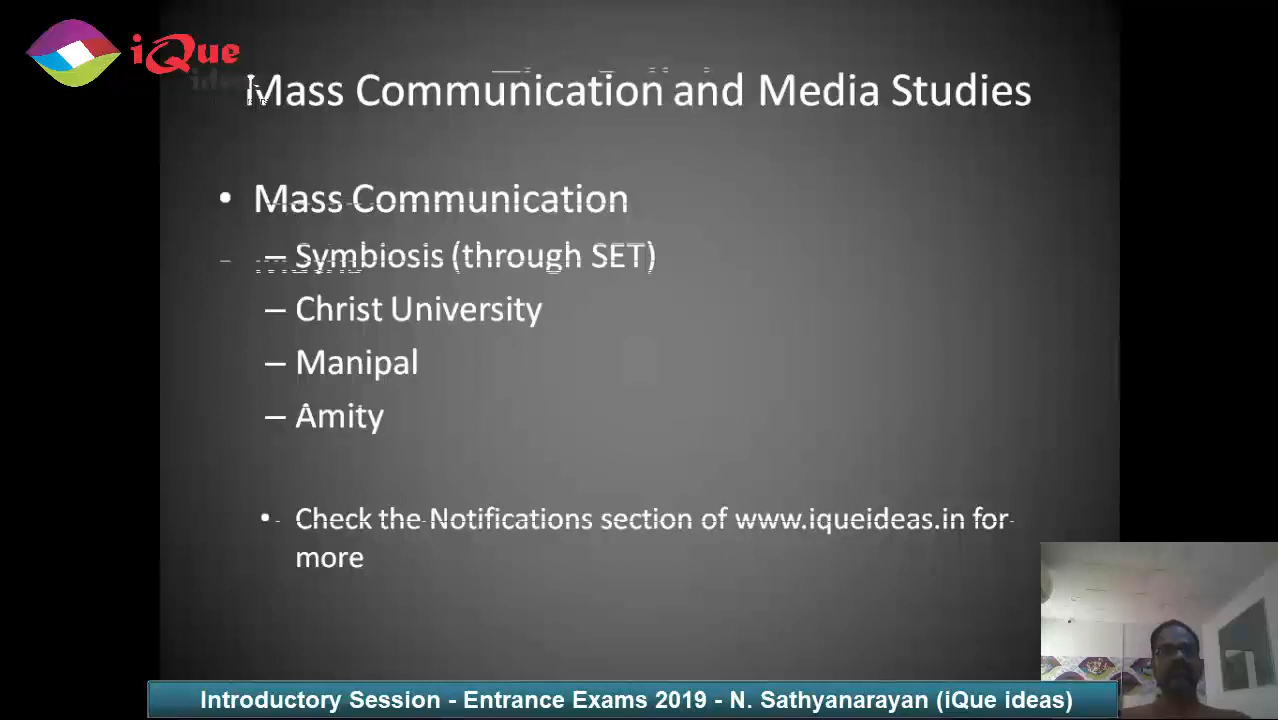 iQue
ideas
Mass Communication and Media Studies
• Mass Communication
– Symbiosis (through SET)
– Christ University
– Manipal
– Amity
• Check the Notifications section of www.iqueideas.in for
more
Introductory Session - Entrance Exams 2019 - N. Sathyanarayan (iQue ideas)